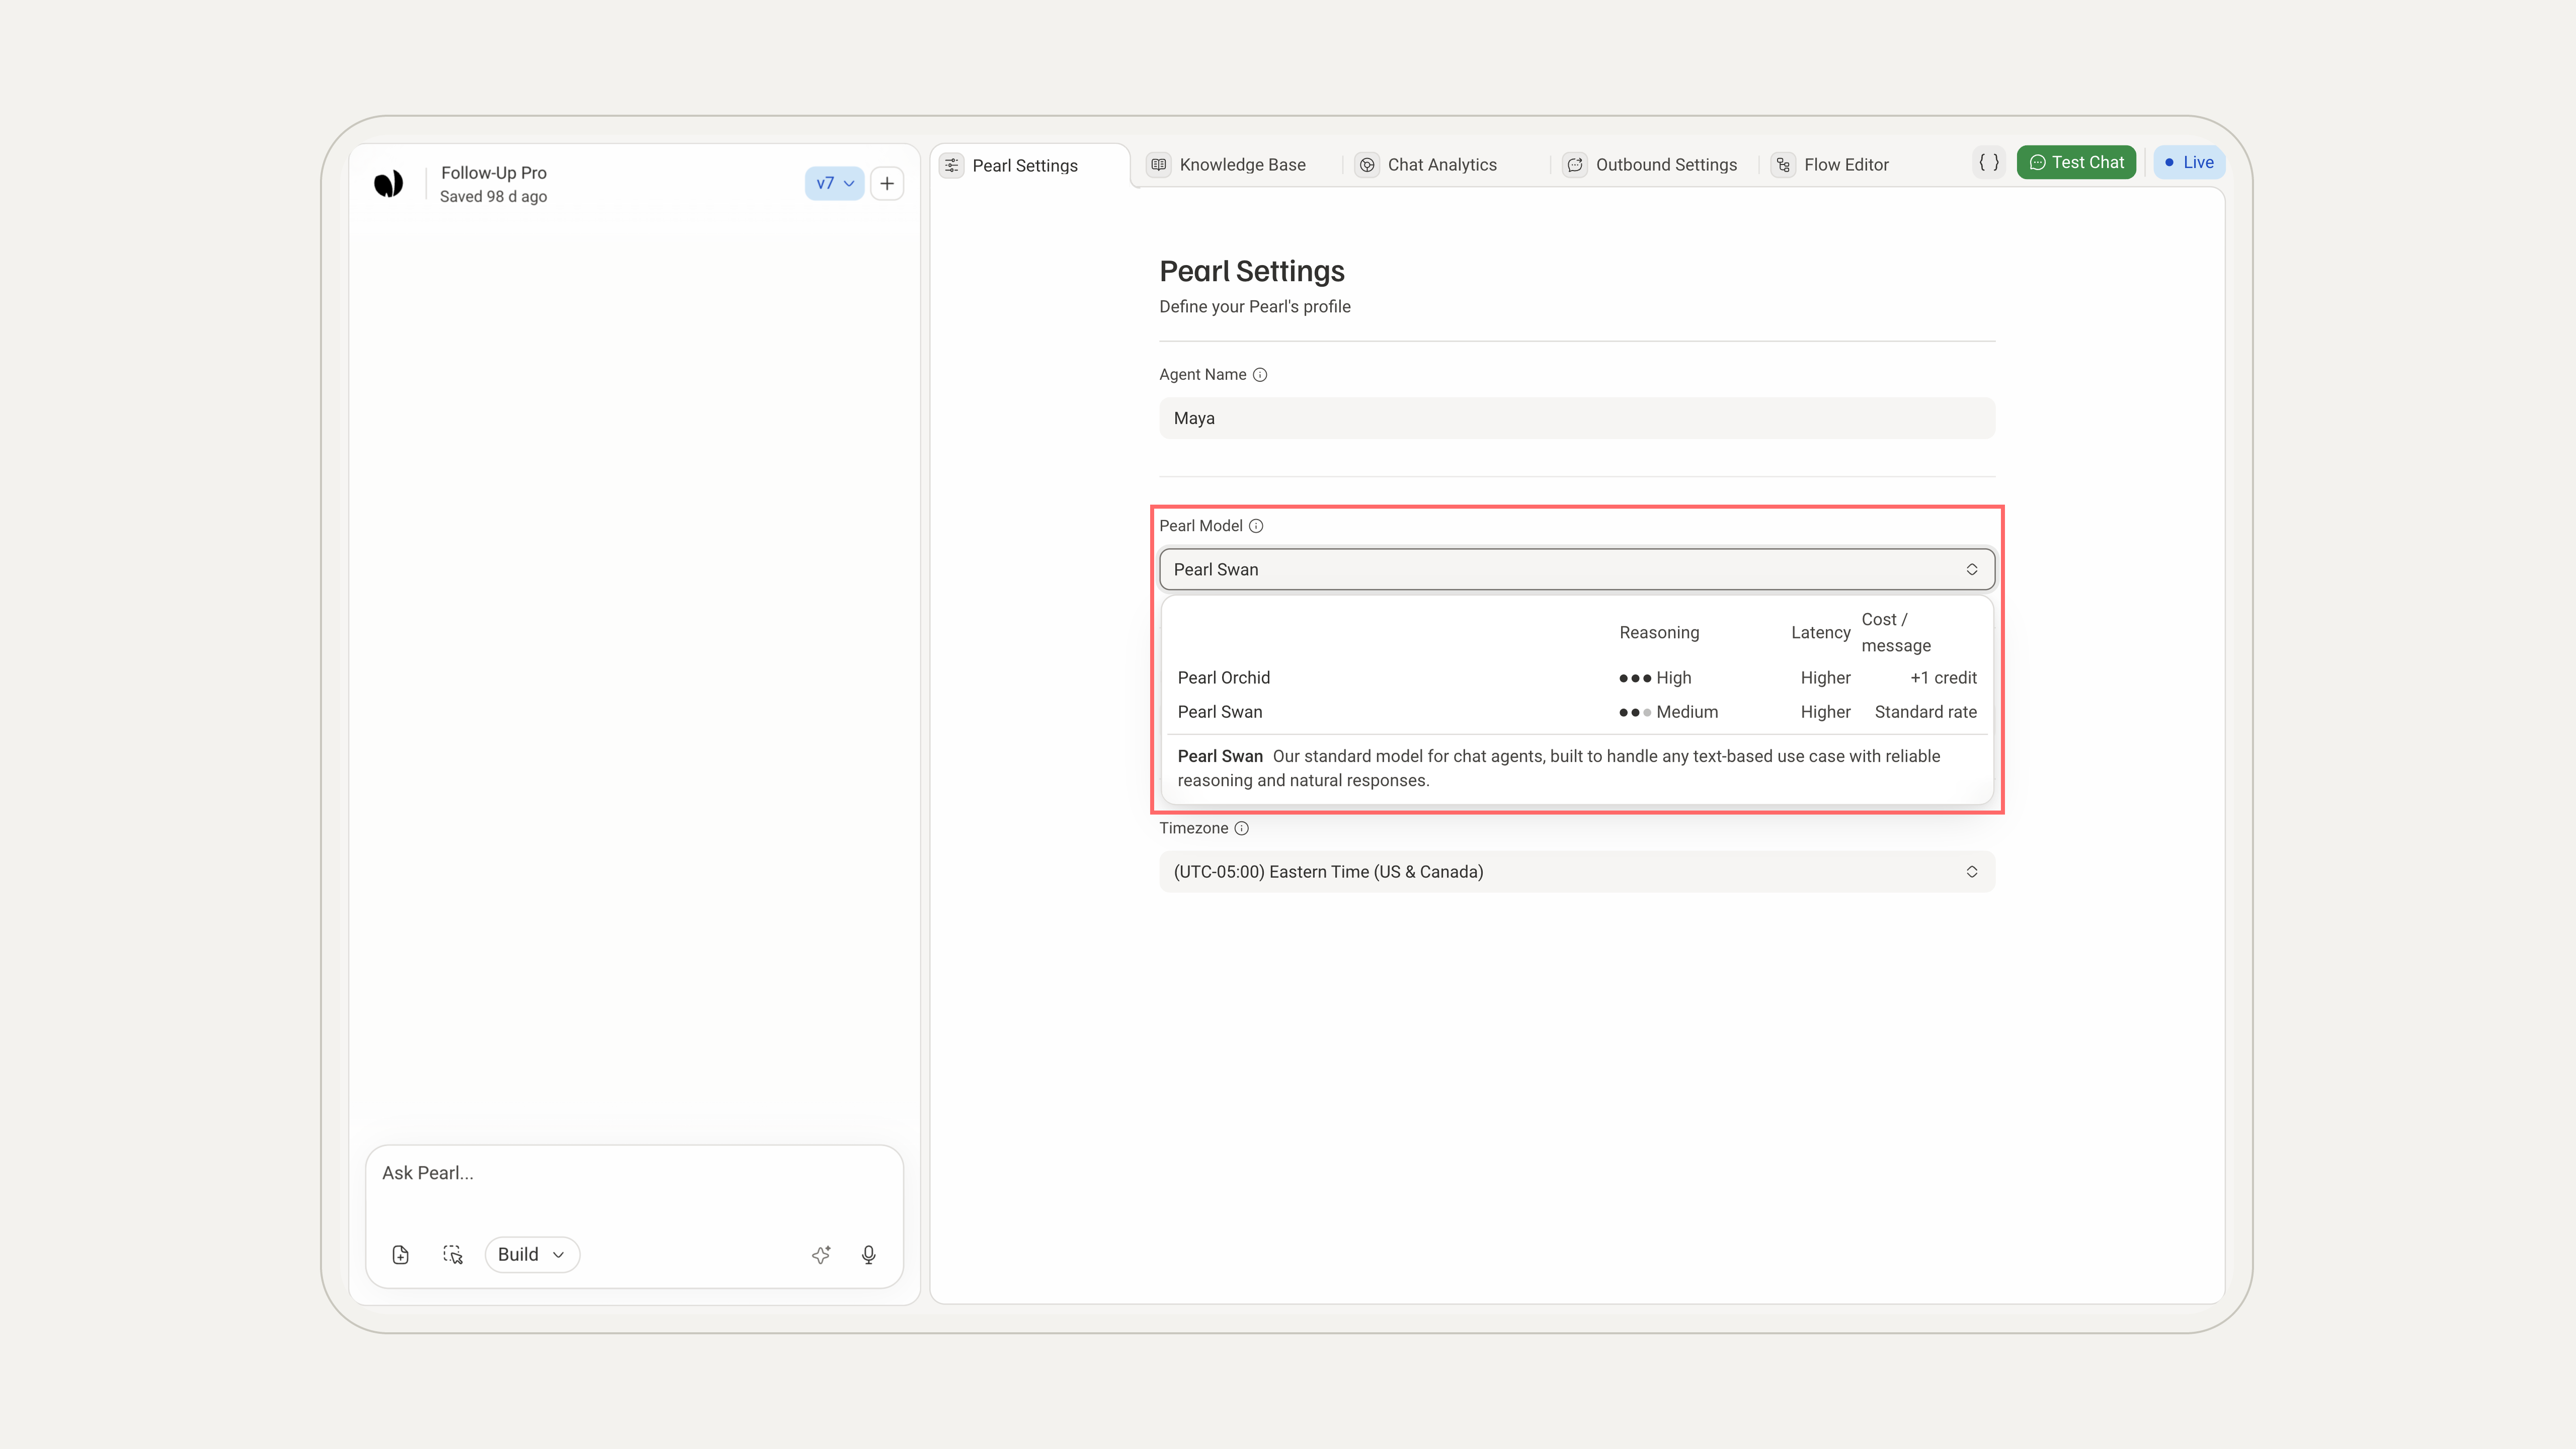 Follow-Up Pro
Saved 98 d ago
v7
Pearl Settings
Knowledge Base
Chat Analytics
Outbound Settings
Flow Editor
{ }
Test Chat
Live
Pearl Settings
Define your Pearl's profile
Agent Name
Maya
Pearl Model
Pearl Swan
Reasoning
Latency
Cost /
message
Pearl Orchid
High
Higher
+1 credit
Pearl Swan
Medium
Higher
Standard rate
Pearl Swan Our standard model for chat agents, built to handle any text-based use case with reliable
reasoning and natural responses.
Timezone
(UTC-05:00) Eastern Time (US & Canada)
Ask Pearl...
Build